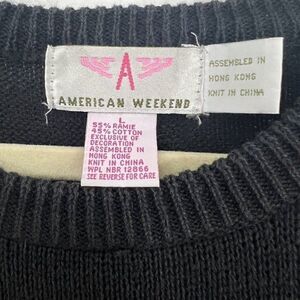 A
AMERICAN WEEKEND
ASSEMBLED IN
HONG KONG
KNIT IN CHINA
L
55% RAMIE
45% COTTON
EXCLUSIVE OF
DECORATION
ASSEMBLED IN
HONG KONG
KNIT IN CHINA
WPL NBR 12866
SEE REVERSE FOR CARE